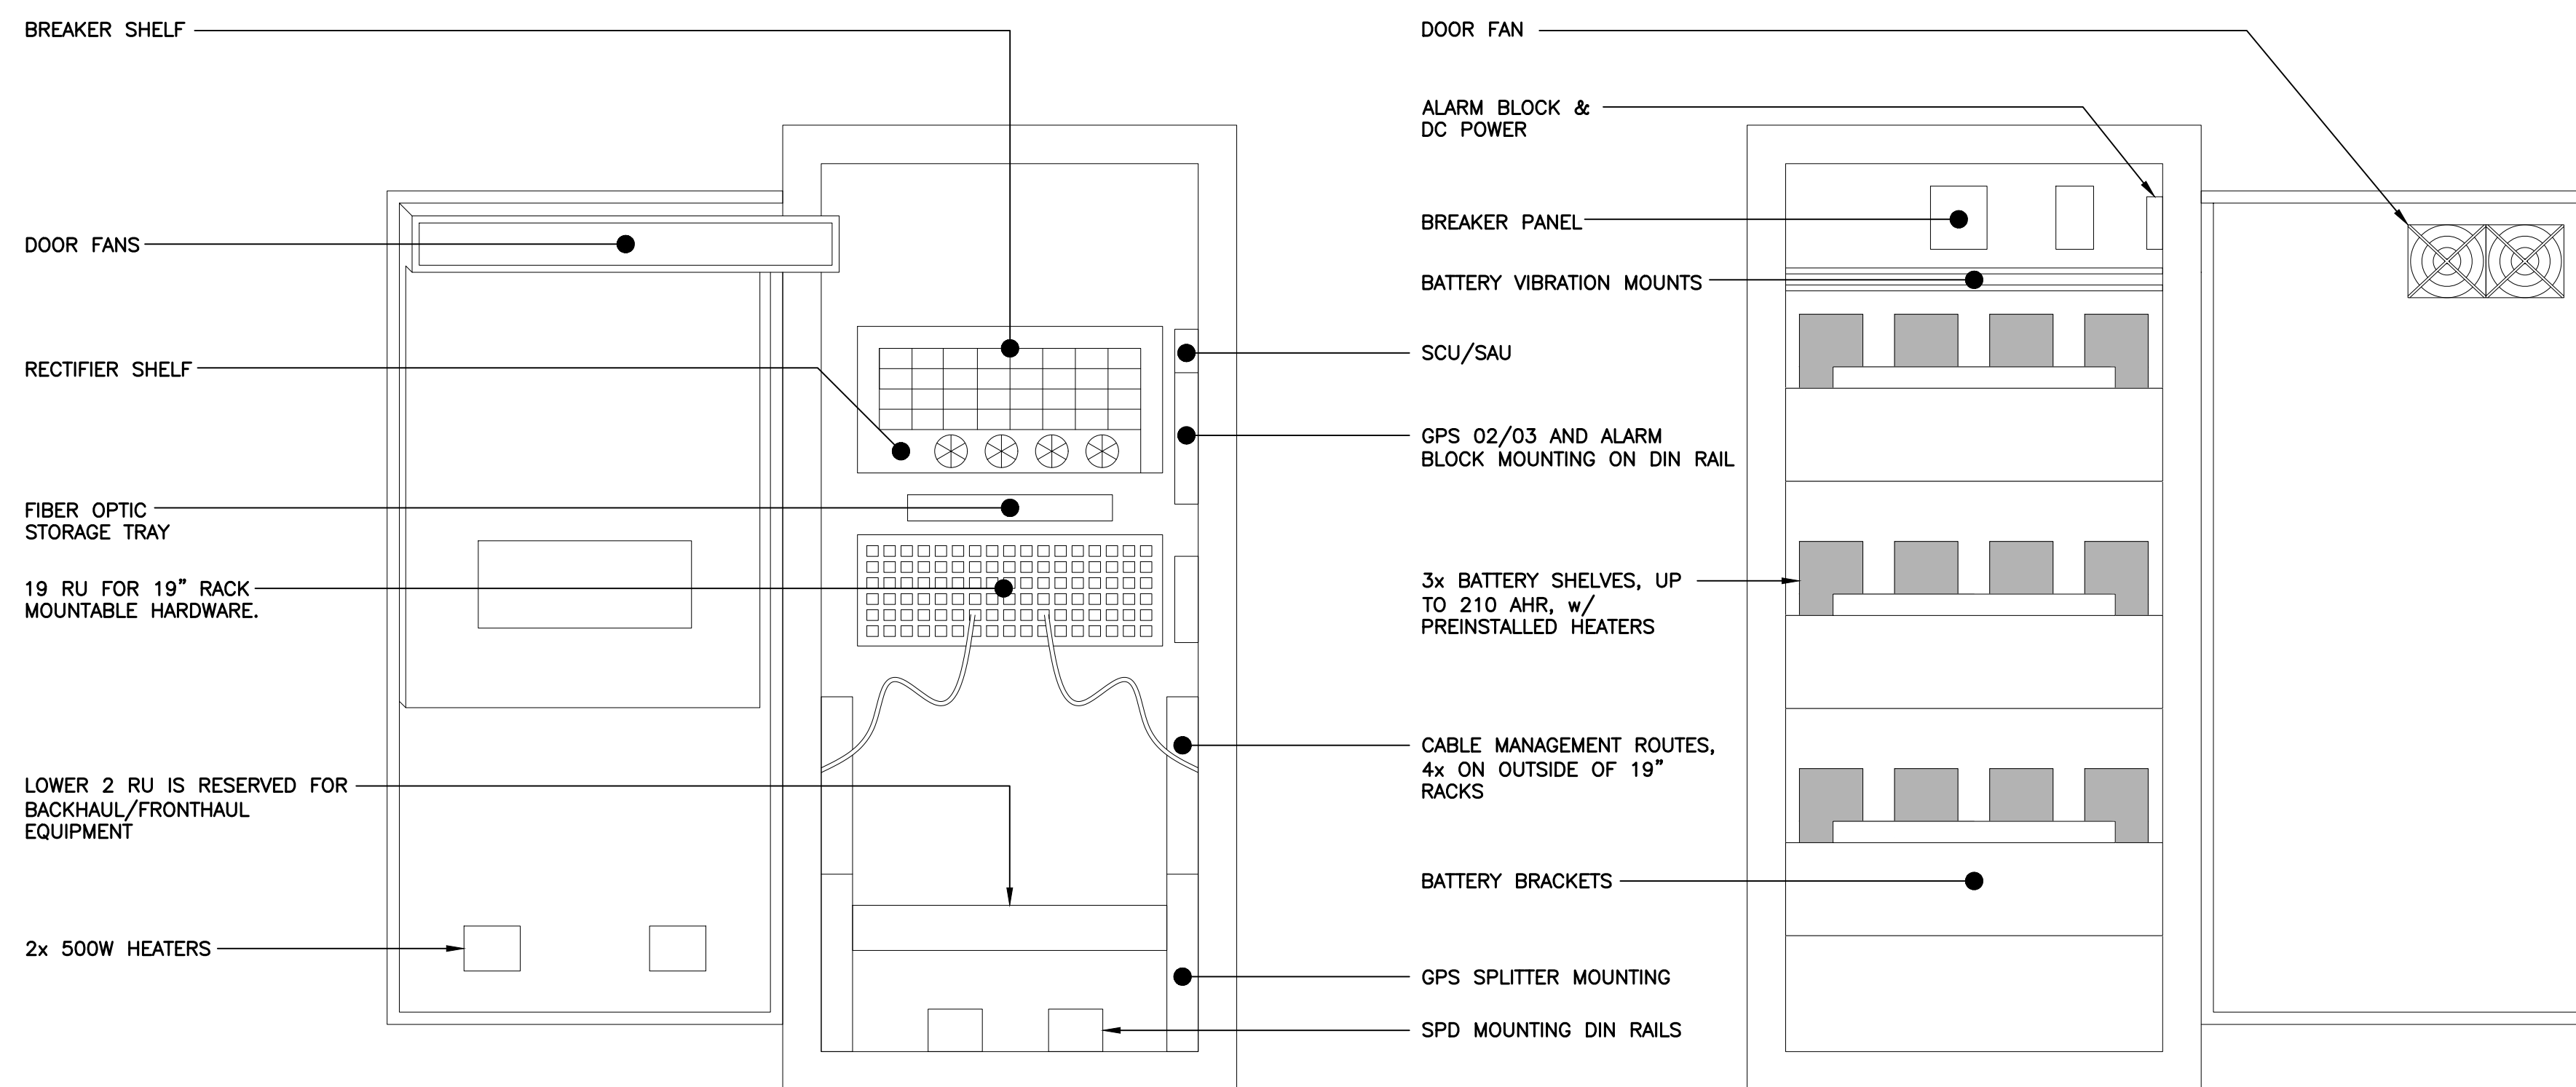 BREAKER SHELF
DOOR FANS
RECTIFIER SHELF
FIBER OPTIC
STORAGE TRAY
19 RU FOR 19" RACK
MOUNTABLE HARDWARE.
LOWER 2 RU IS RESERVED FOR
BACKHAUL/FRONTHAUL
EQUIPMENT
2x 500W HEATERS
DOOR FAN
ALARM BLOCK &
DC POWER
BREAKER PANEL
BATTERY VIBRATION MOUNTS
SCU/SAU
GPS 02/03 AND ALARM
BLOCK MOUNTING ON DIN RAIL
3x BATTERY SHELVES, UP
TO 210 AHR, w/
PREINSTALLED HEATERS
CABLE MANAGEMENT ROUTES,
4x ON OUTSIDE OF 19"
RACKS
BATTERY BRACKETS
GPS SPLITTER MOUNTING
SPD MOUNTING DIN RAILS